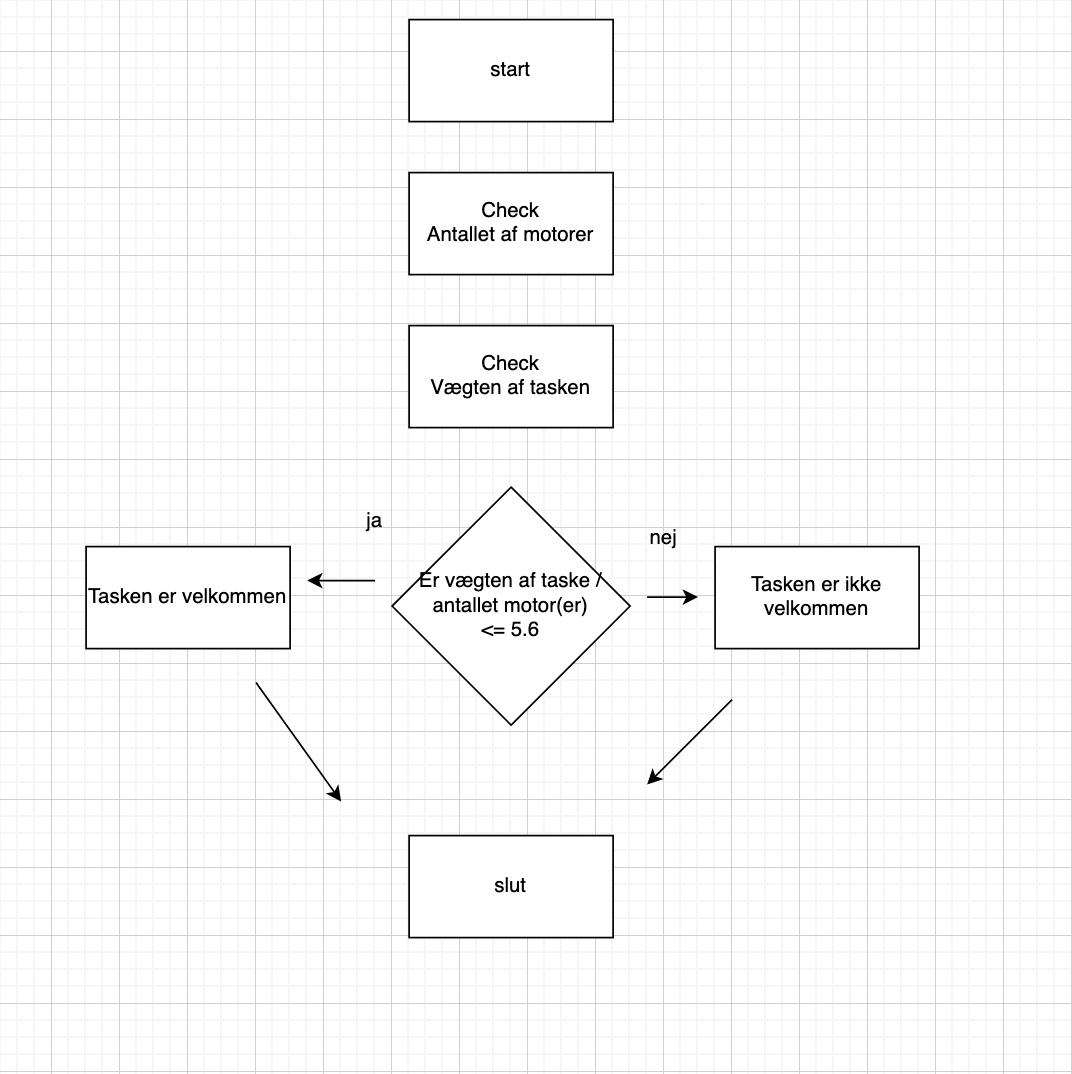 start
Check
Antallet af motorer
Check
Vægten af tasken
ja
nej
Tasken er velkommen
Er vægten af taske /
antallet motor(er)
<= 5.6
Tasken er ikke
velkommen
slut